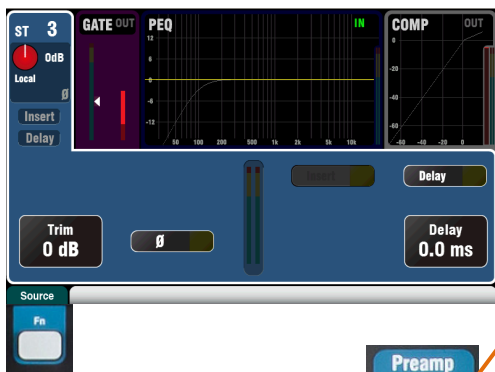 ST 3
GATE OUT
PEQ
IN
COMP
OUT
0dB
Local
Ø
Insert
Delay
12
6
0
-6
-12
50 100 200 500 1k 2k 5k 10k
0
-20
-40
-60
-60 -40 -20 0
Insert
Delay
Trim
0 dB
Ø
Delay
0.0 ms
Source
Fn
Preamp